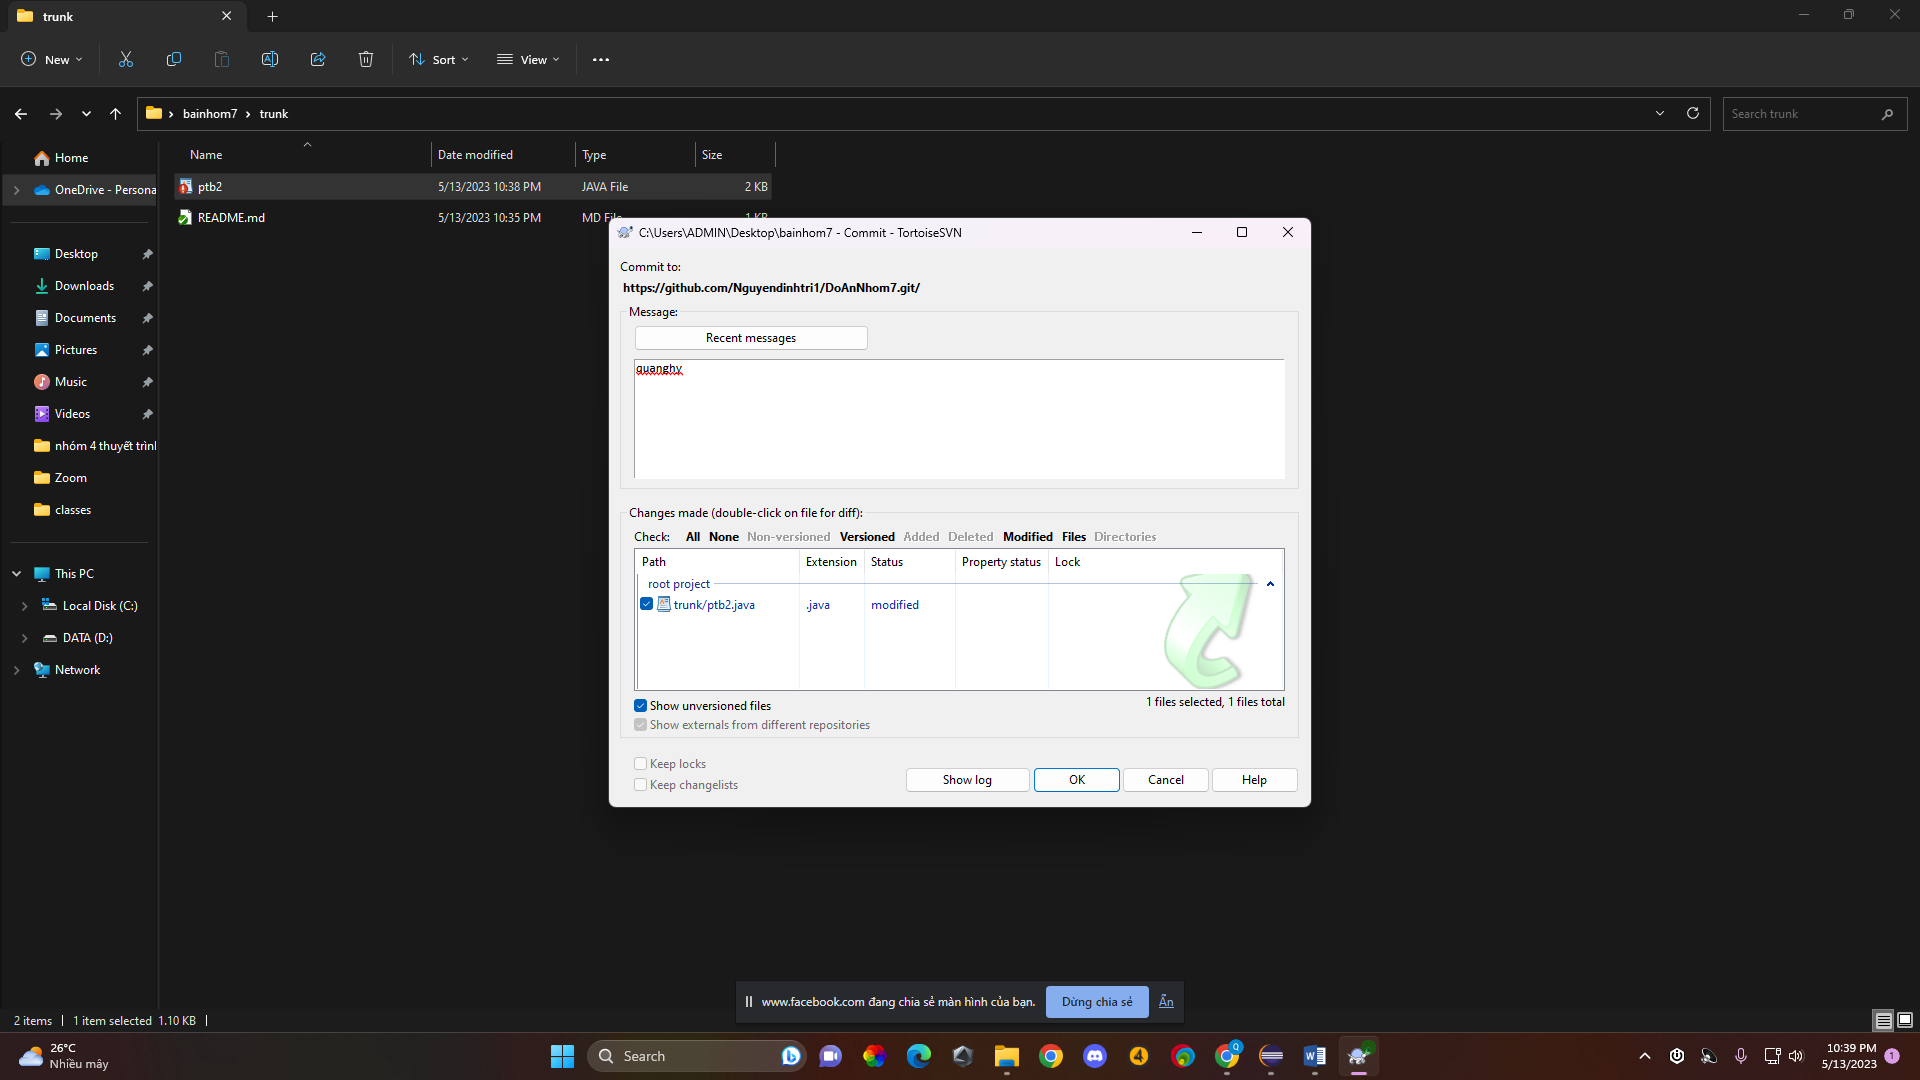 trunk
New
Sort
View
bainhom7
trunk
Search trunk
Home
OneDrive - Persona
Desktop
Downloads
Documents
Pictures
Music
Videos
nhóm 4 thuyết trình
Zoom
classes
This PC
Local Disk (C:)
DATA (D:)
Network
Name Date modified Type Size
ptb2 5/13/2023 10:38 PM JAVA File 2 KB
README.md 5/13/2023 10:35 PM MD File 1 KB
C:\Users\ADMIN\Desktop\bainhom7 - Commit - TortoiseSVN
Commit to:
https://github.com/Nguyendinhtri1/DoAnNhom7.git/
Message:
Recent messages
quanghy
Changes made (double-click on file for diff):
Check: All None Non-versioned Versioned Added Deleted Modified Files Directories
Path Extension Status Property status Lock
root project
trunk/ptb2.java .java modified
Show unversioned files
1 files selected, 1 files total
Show externals from different repositories
Keep locks
Keep changelists
Show log OK Cancel Help
www.facebook.com đang chia sẻ màn hình của bạn. Dừng chia sẻ Ẩn
2 items 1 item selected 1.10 KB
26°C
Nhiều mây
Search
10:39 PM
5/13/2023
1